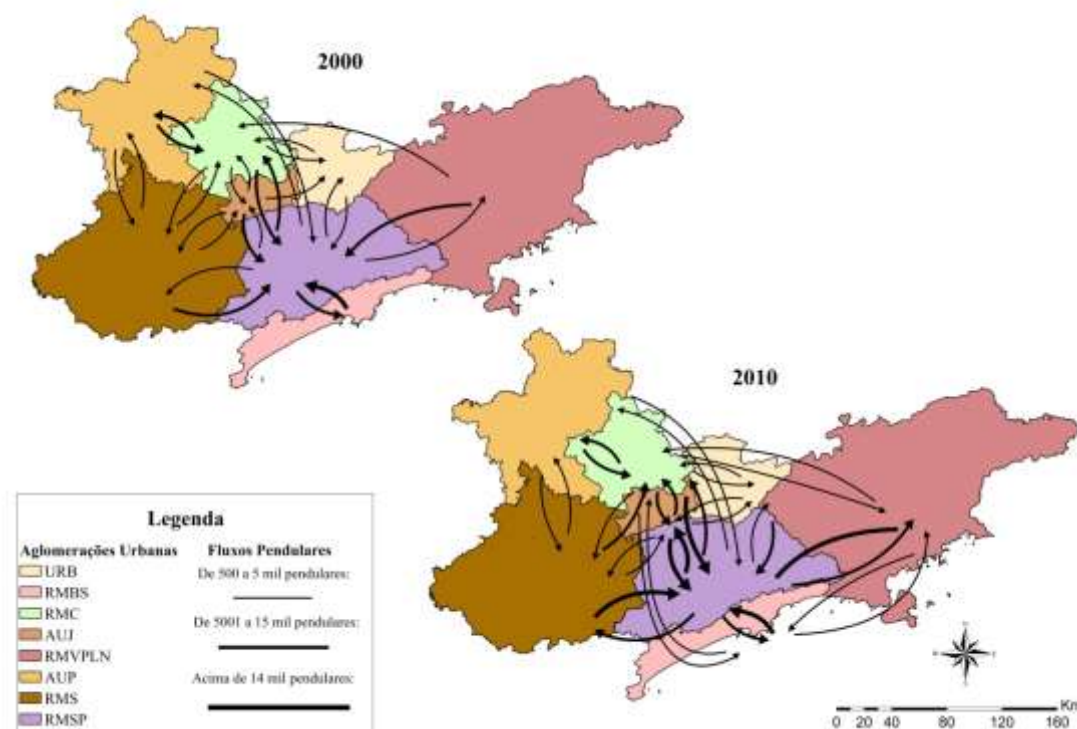 2000
2010
Legenda
Aglomerações Urbanas
URB
RMBS
RMC
AUJ
RMVPLN
AUP
RMS
RMSP
Fluxos Pendulares
De 500 a 5 mil pendulares:
De 5001 a 15 mil pendulares:
Acima de 14 mil pendulares:
Km
0 20 40 80 120 160